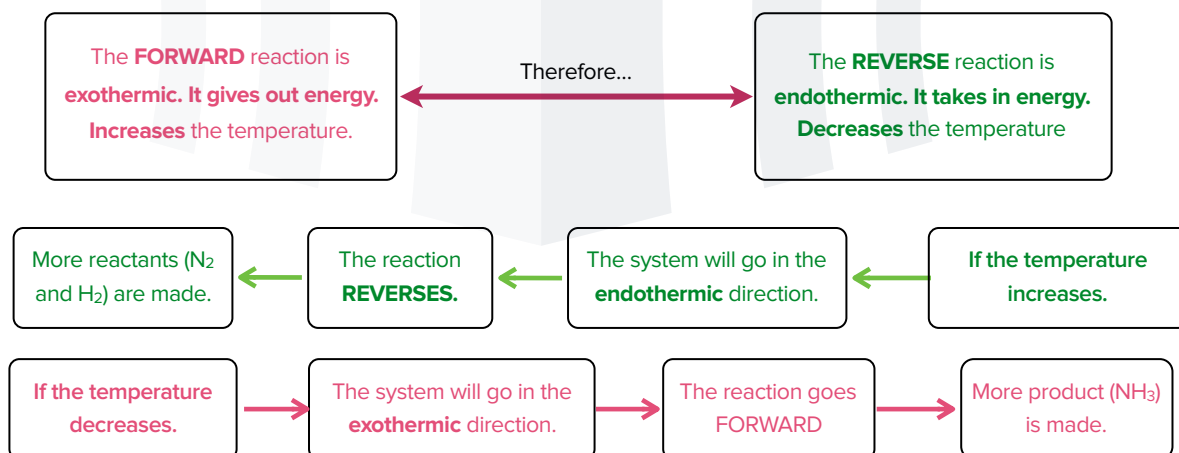 The FORWARD reaction is
exothermic. It gives out energy.
Increases the temperature.
Therefore...
The REVERSE reaction is
endothermic. It takes in energy.
Decreases the temperature
More reactants (N₂
and H₂) are made.
The reaction
REVERSES.
The system will go in the
endothermic direction.
If the temperature
increases.
If the temperature
decreases.
The system will go in the
exothermic direction.
The reaction goes
FORWARD
More product (NH₃)
is made.